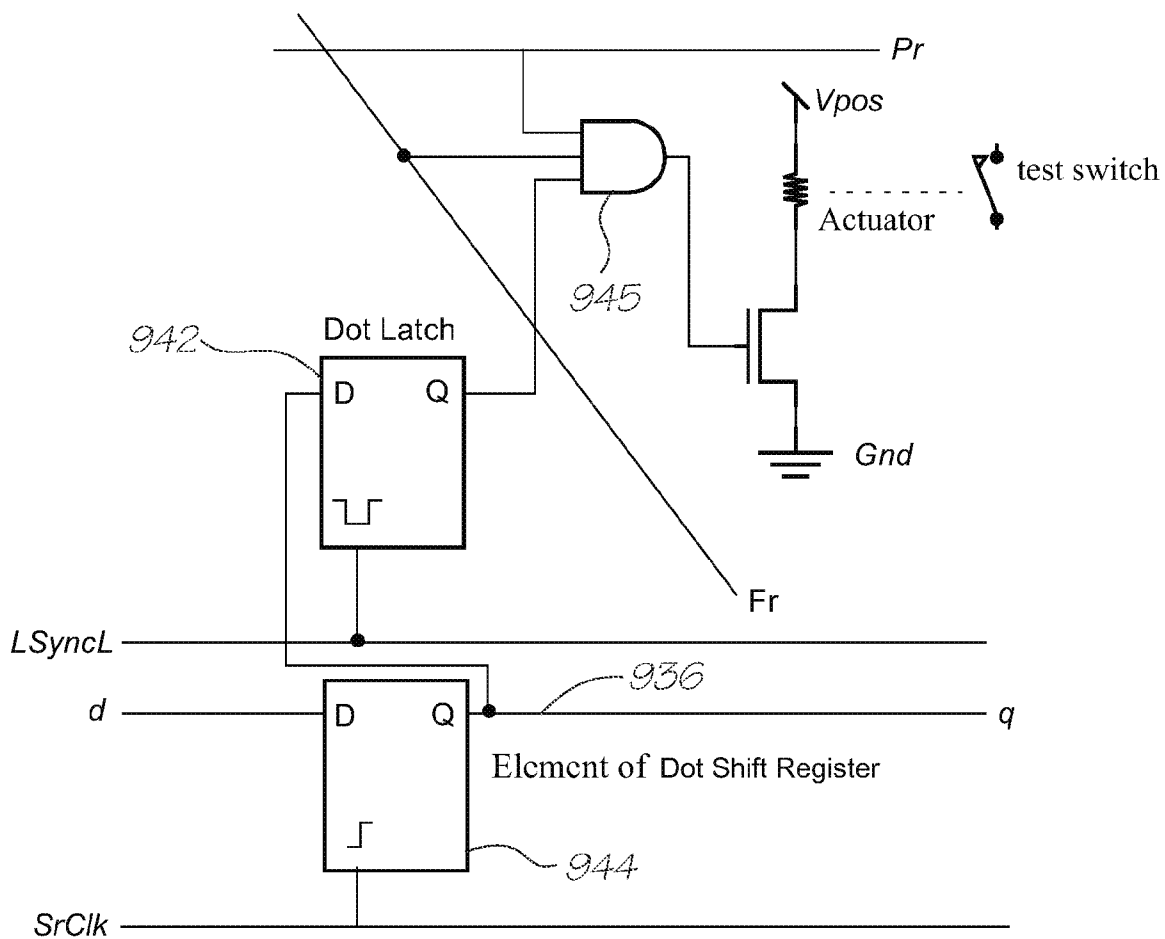 Pr
Vpos
test switch
Actuator
945
Dot Latch
942
D Q
Gnd
Fr
LSyncL
936
d D Q q
Element of Dot Shift Register
944
SrClk